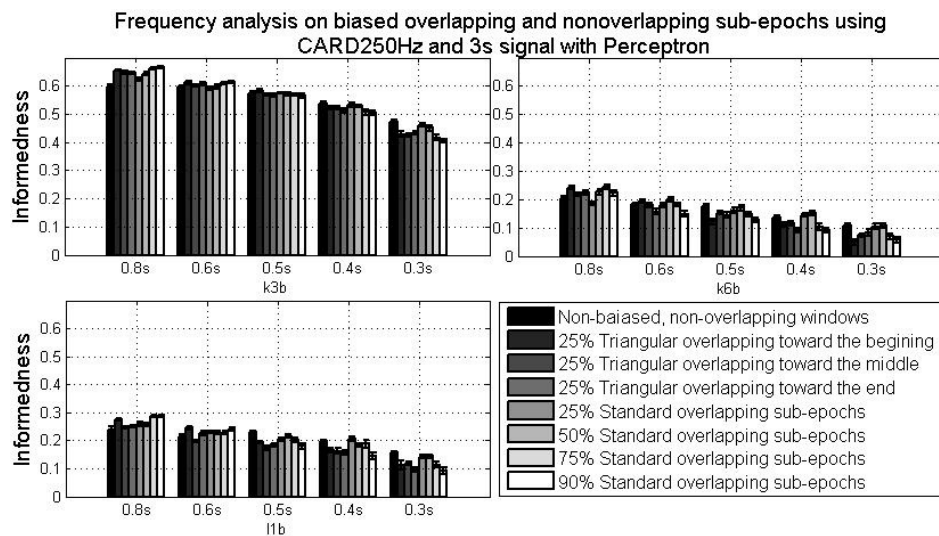 Frequency analysis on biased overlapping and nonoverlapping sub-epochs using
CARD250Hz and 3s signal with Perceptron
Informedness
0.6
0.5
0.4
0.3
0.2
0.1
0
0.8s 0.6s 0.5s 0.4s 0.3s
k3b
0.6
0.5
0.4
0.3
0.2
0.1
0
0.8s 0.6s 0.5s 0.4s 0.3s
k6b
Informedness
0.6
0.5
0.4
0.3
0.2
0.1
0
0.8s 0.6s 0.5s 0.4s 0.3s
l1b
Non-baiased, non-overlapping windows
25% Triangular overlapping toward the begining
25% Triangular overlapping toward the middle
25% Triangular overlapping toward the end
25% Standard overlapping sub-epochs
50% Standard overlapping sub-epochs
75% Standard overlapping sub-epochs
90% Standard overlapping sub-epochs